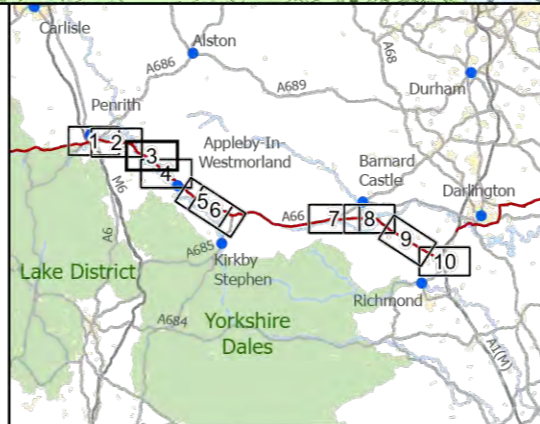 Carlisle
Alston
A68
A686
A689
Durham
Penrith
1
2
3
4
Appleby-In
Westmorland
Barnard
Castle
Darlington
M6
5
6
A66
7
8
9
10
A6
A685
Lake District
Kirkby
Stephen
Richmond
A684
Yorkshire
Dales
A1(M)